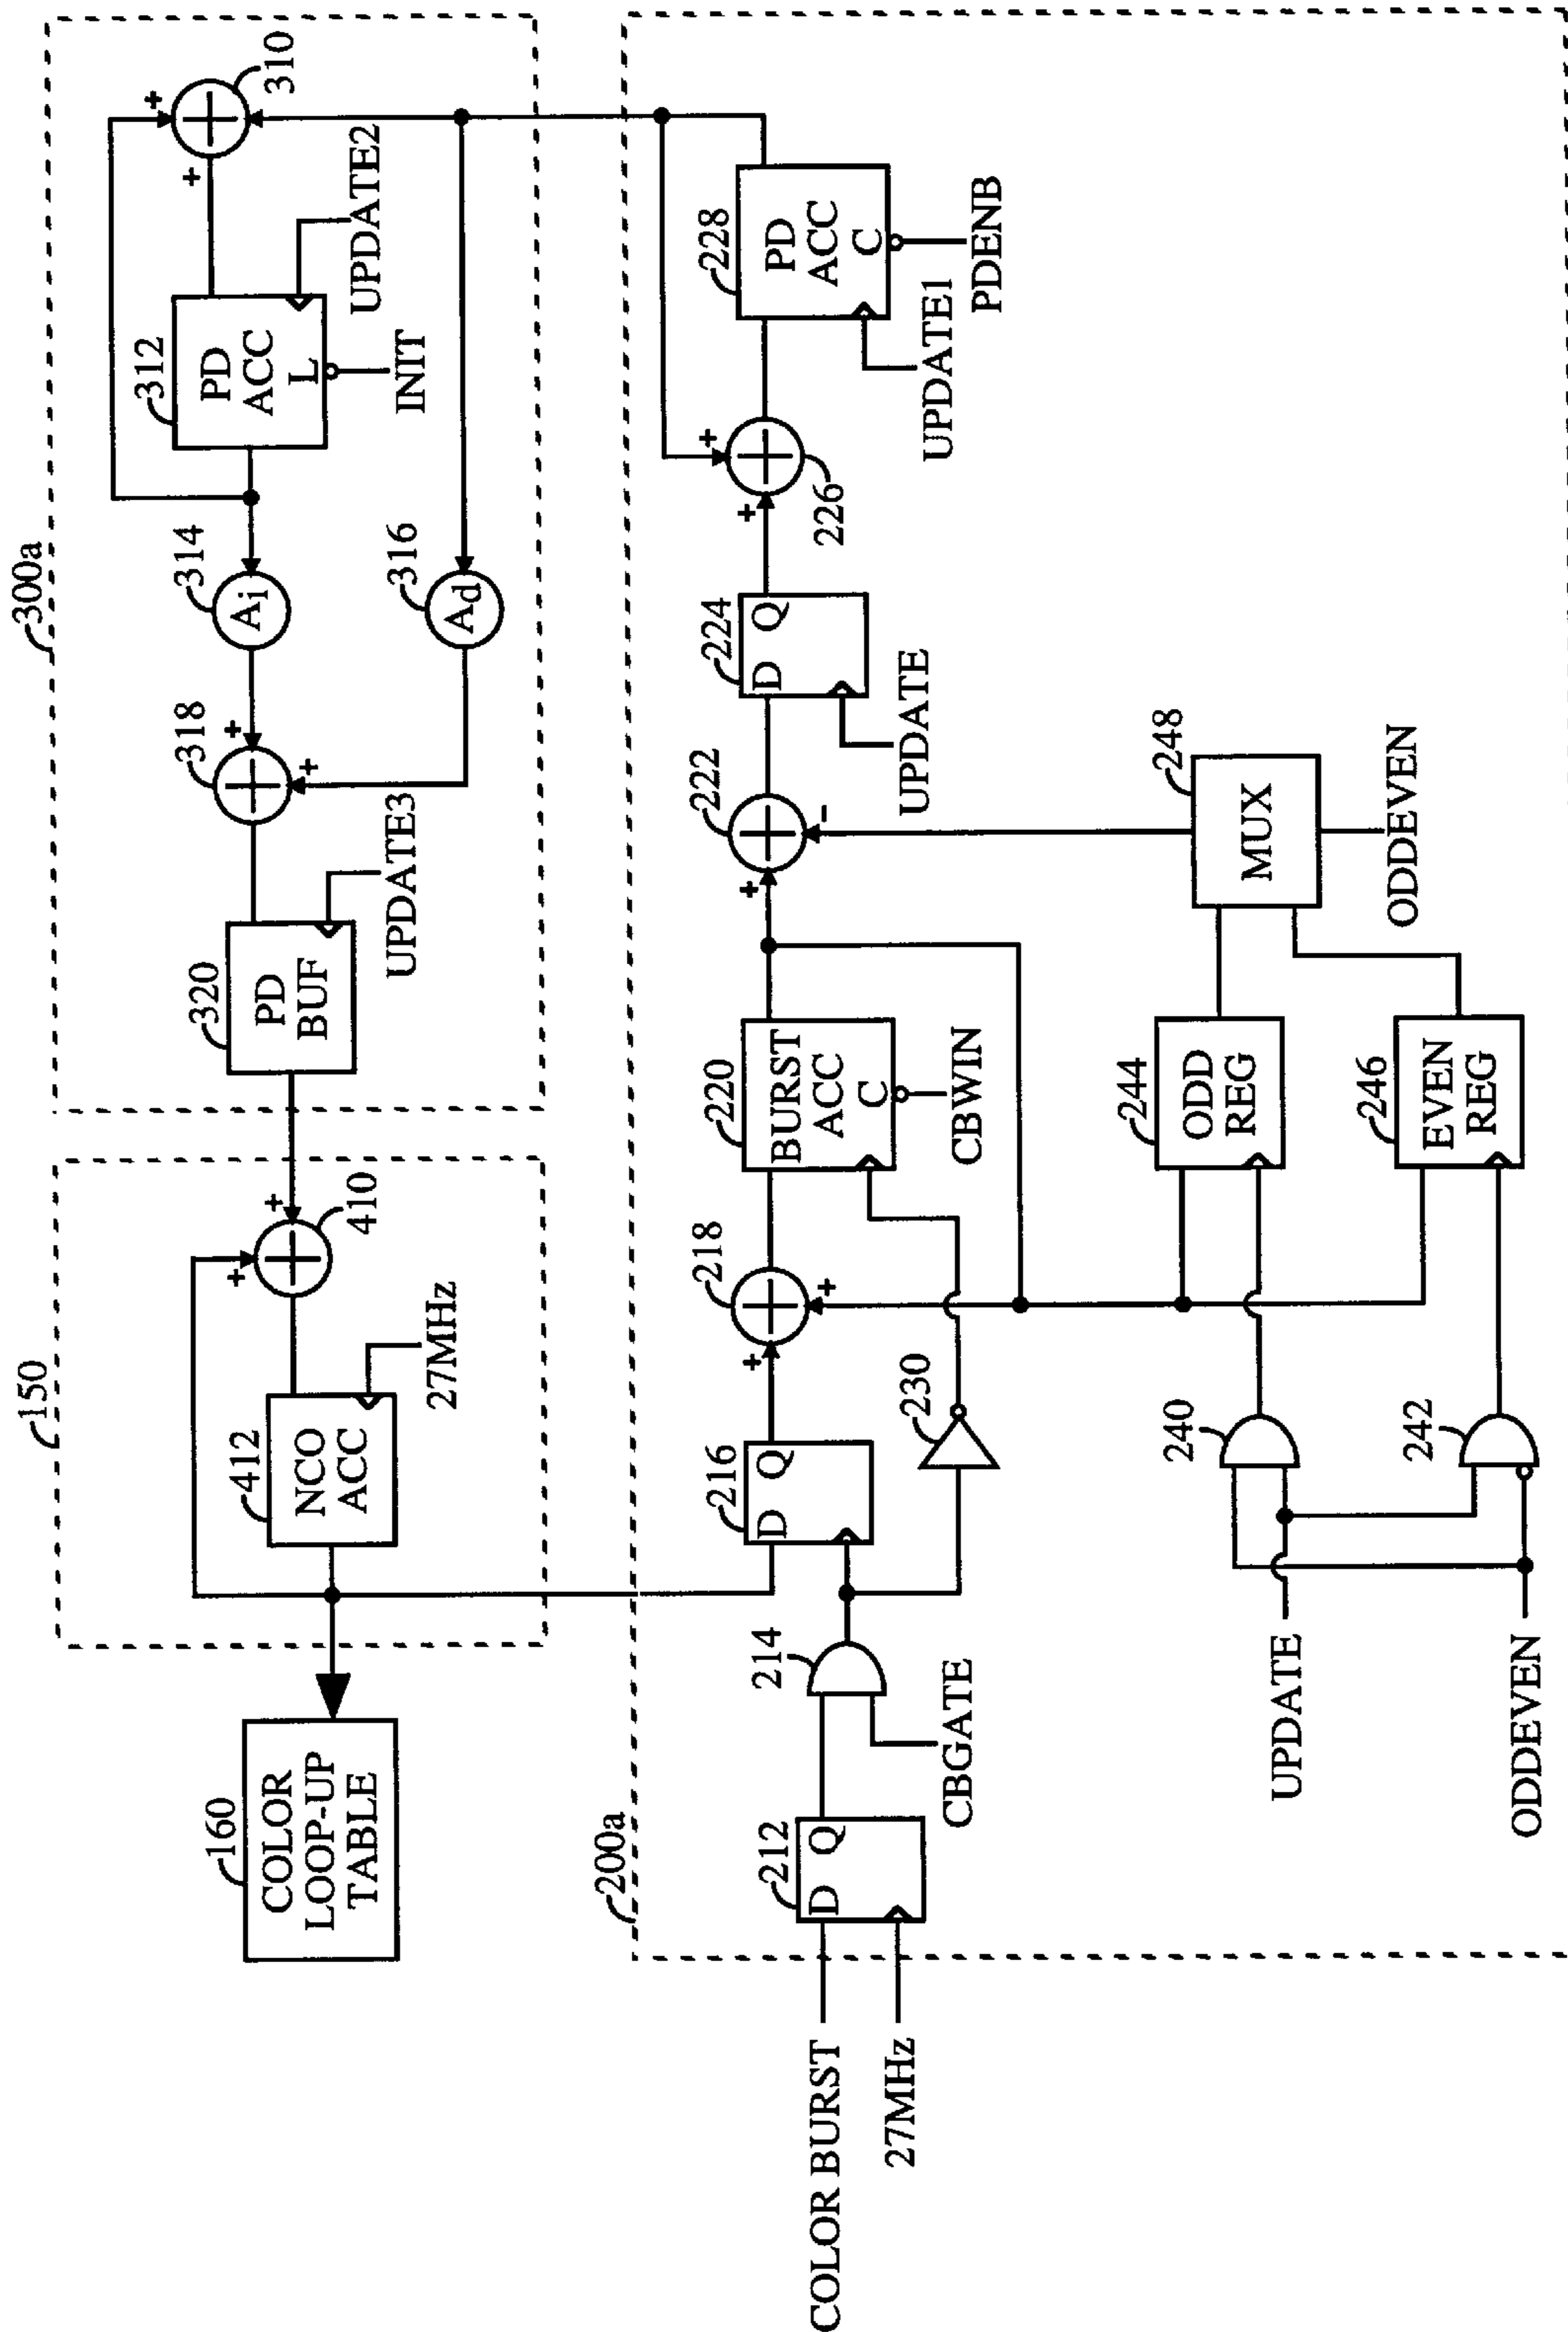 300a
310
312
PD
ACC
L
UPDATE2
INIT
314
Ai
316
Ad
318
320
PD
BUF
UPDATE3
150
410
412
NCO
ACC
27MHz
160
COLOR
LOOP-UP
TABLE
200a
COLOR BURST
27MHz
212
D Q
214
CBGATE
216
D Q
218
230
220
BURST
ACC
C
CBWIN
222
224
D Q
UPDATE
226
228
PD
ACC
C
UPDATE1
PDENB
UPDATE
ODDEVEN
240
242
244
ODD
REG
246
EVEN
REG
248
MUX
ODDEVEN